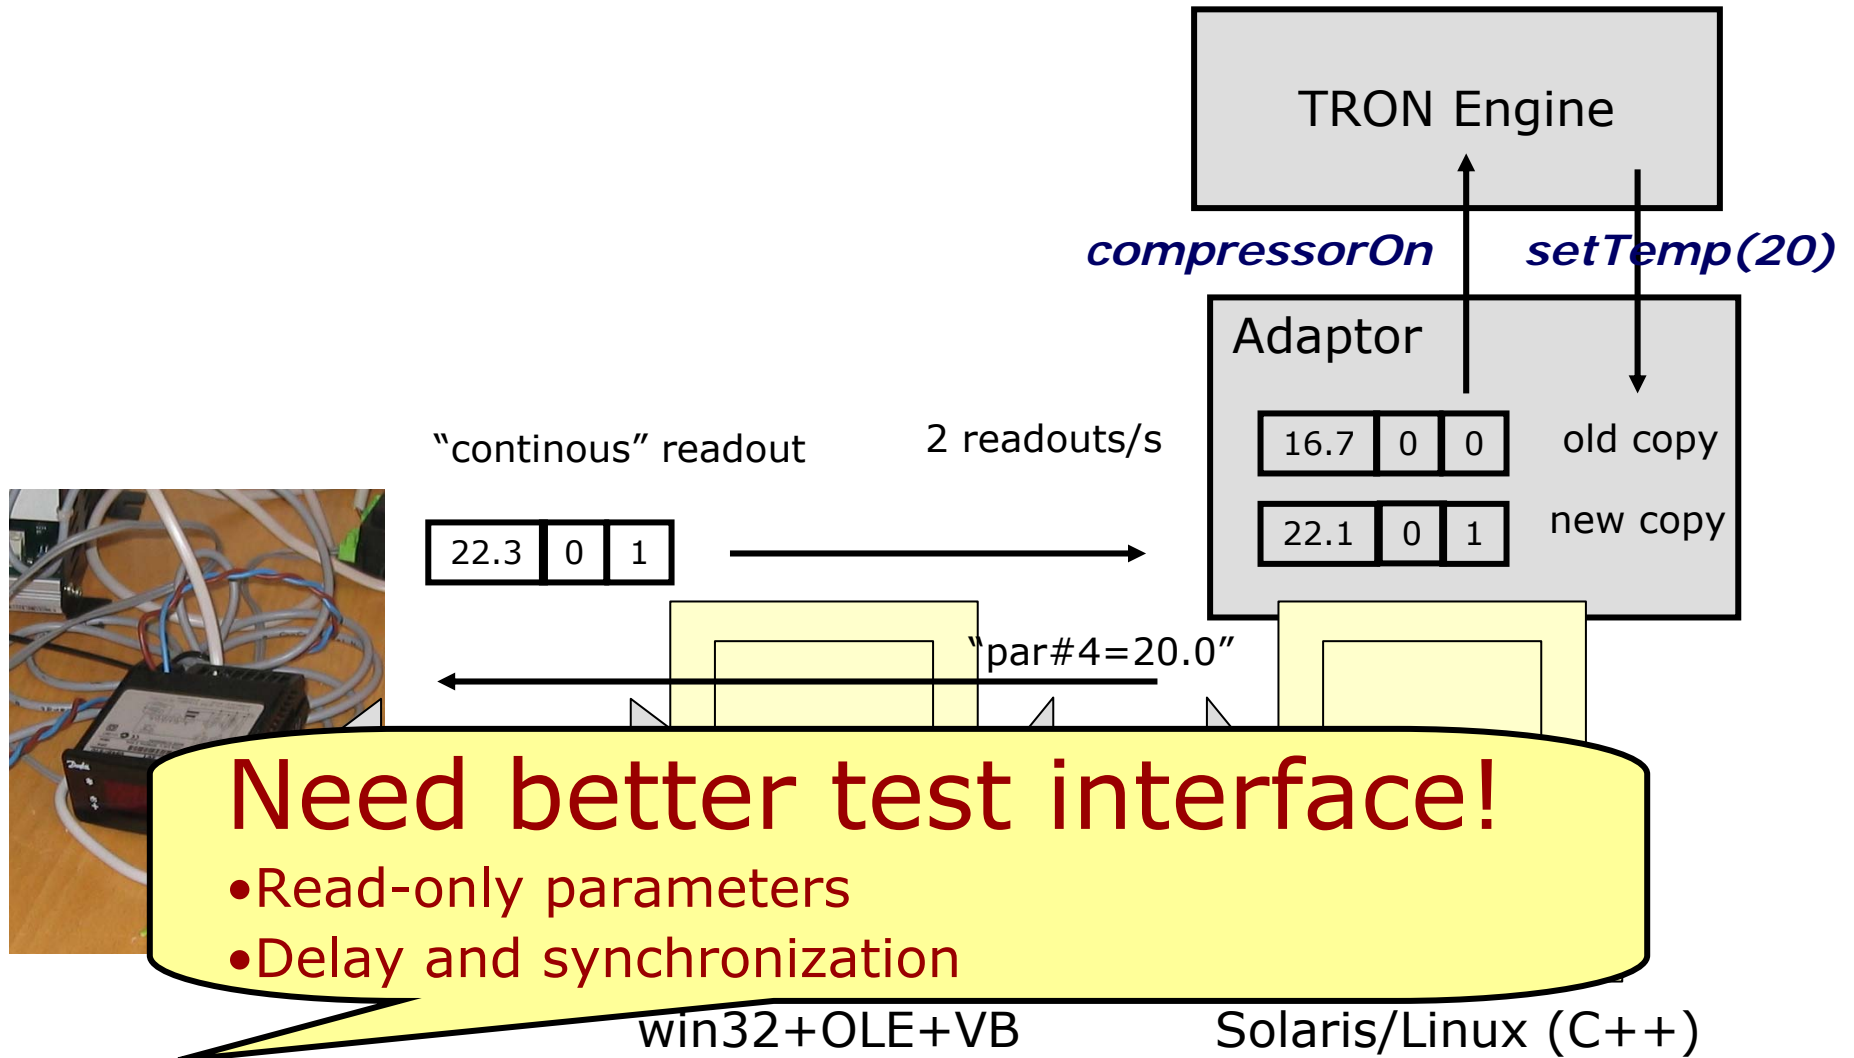 TRON Engine
compressorOn
setTemp(20)
Adaptor
16.7 0 0
old copy
22.1 0 1
new copy
“continous” readout
2 readouts/s
22.3 0 1
“par#4=20.0”
Need better test interface!
•Read-only parameters
•Delay and synchronization
win32+OLE+VB
Solaris/Linux (C++)